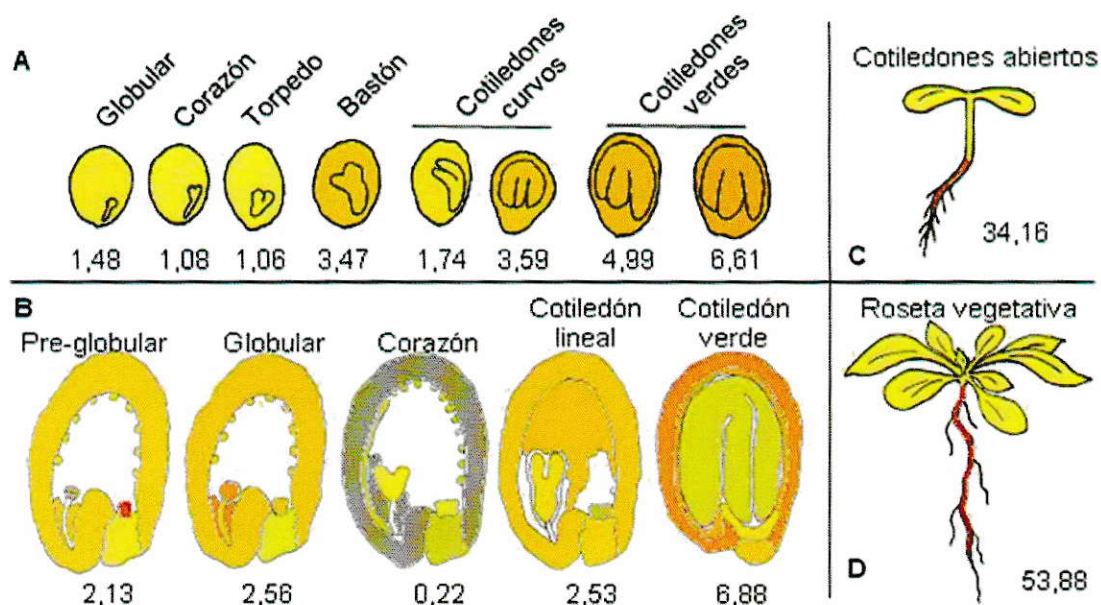 A
Globular
Corazón
Torpedo
Bastón
Cotiledones
curvos
Cotiledones
verdes
1,48 1,08 1,06 3,47 1,74 3,59 4,99 6,61
Cotiledones abiertos
34,16
C
B
Pre-globular
Globular
Corazón
Cotiledón
lineal
Cotiledón
verde
2,13 2,56 0,22 2,53 6,88
Roseta vegetativa
D
53,88